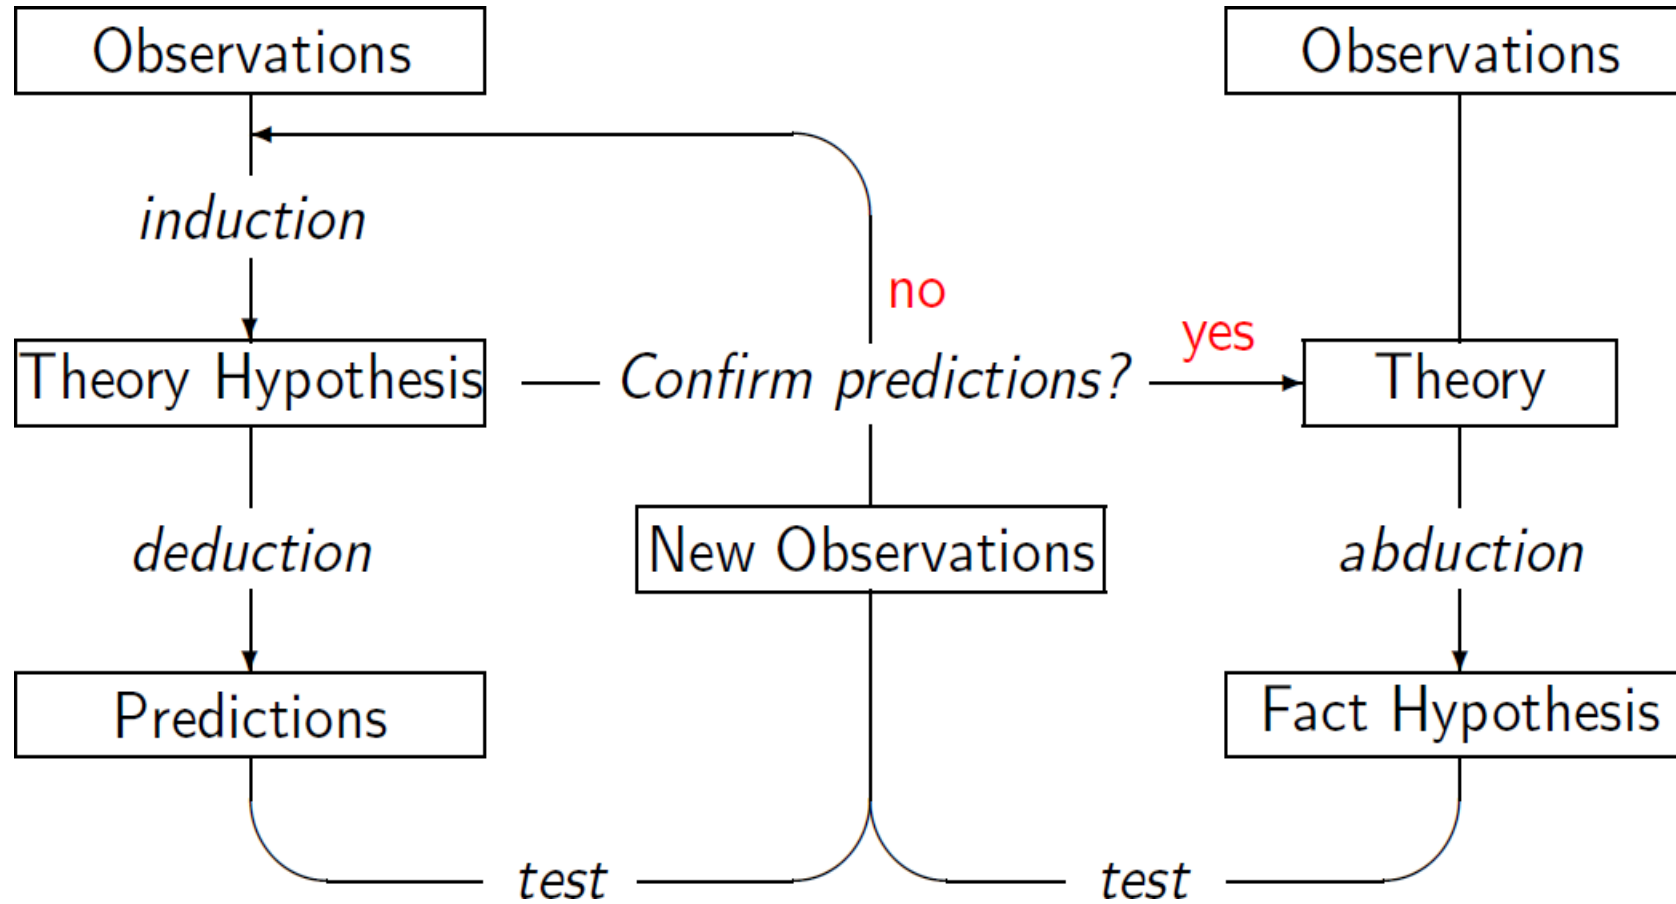 Observations
Observations
induction
no
yes
Theory Hypothesis
Confirm predictions?
Theory
deduction
New Observations
abduction
Predictions
Fact Hypothesis
test
test